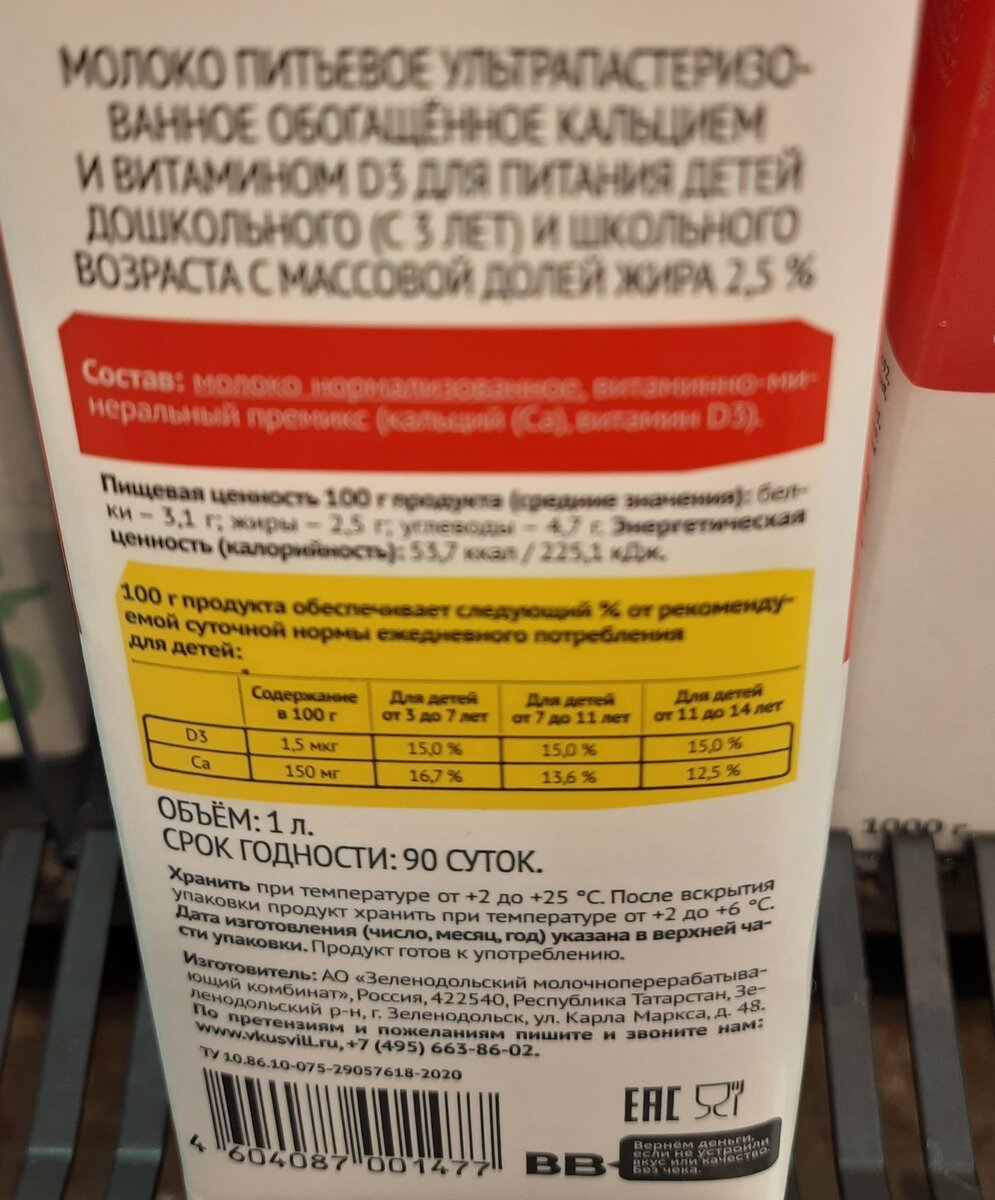 МОЛОКО ПИТЬЕВОЕ УЛЬТРАПАСТЕРИЗО-
ВАННОЕ ОБОГАЩЁННОЕ КАЛЬЦИЕМ
И ВИТАМИНОМ D3 ДЛЯ ПИТАНИЯ ДЕТЕЙ
ДОШКОЛЬНОГО (С 3 ЛЕТ) И ШКОЛЬНОГО
ВОЗРАСТА С МАССОВОЙ ДОЛЕЙ ЖИРА 2,5 %
Состав: молоко нормализованное, витаминно-ми-
неральный премикс (кальций (Ca), витамин D3).
Пищевая ценность 100 г продукта (средние значения): бел-
ки – 3,1 г; жиры – 2,5 г; углеводы – 4,7 г. Энергетическая
ценность (калорийность): 53,7 ккал / 225,1 кДж.
100 г продукта обеспечивает следующий % от рекоменду-
емой суточной нормы ежедневного потребления
для детей:
Содержание в 100 г Для детей от 3 до 7 лет Для детей от 7 до 11 лет Для детей от 11 до 14 лет
D3 1,5 мкг 15,0 % 15,0 % 15,0 %
Ca 150 мг 16,7 % 13,6 % 12,5 %
ОБЪЁМ: 1 л.
СРОК ГОДНОСТИ: 90 СУТОК.
Хранить при температуре от +2 до +25 °C. После вскрытия
упаковки продукт хранить при температуре от +2 до +6 °C.
Дата изготовления (число, месяц, год) указана в верхней ча-
сти упаковки. Продукт готов к употреблению.
Изготовитель: АО «Зеленодольский молочноперерабатыва-
ющий комбинат», Россия, 422540, Республика Татарстан, Зе-
ленодольский р-н, г. Зеленодольск, ул. Карла Маркса, д. 48.
По претензиям и пожеланиям пишите и звоните нам:
www.vkusvill.ru, +7 (495) 663-86-02.
ТУ 10.86.10-075-29057618-2020
4 604087 001477
EAC
ВВ
Вернём деньги,
если не устроили
вкус или качество.
Без чека.
1000 г